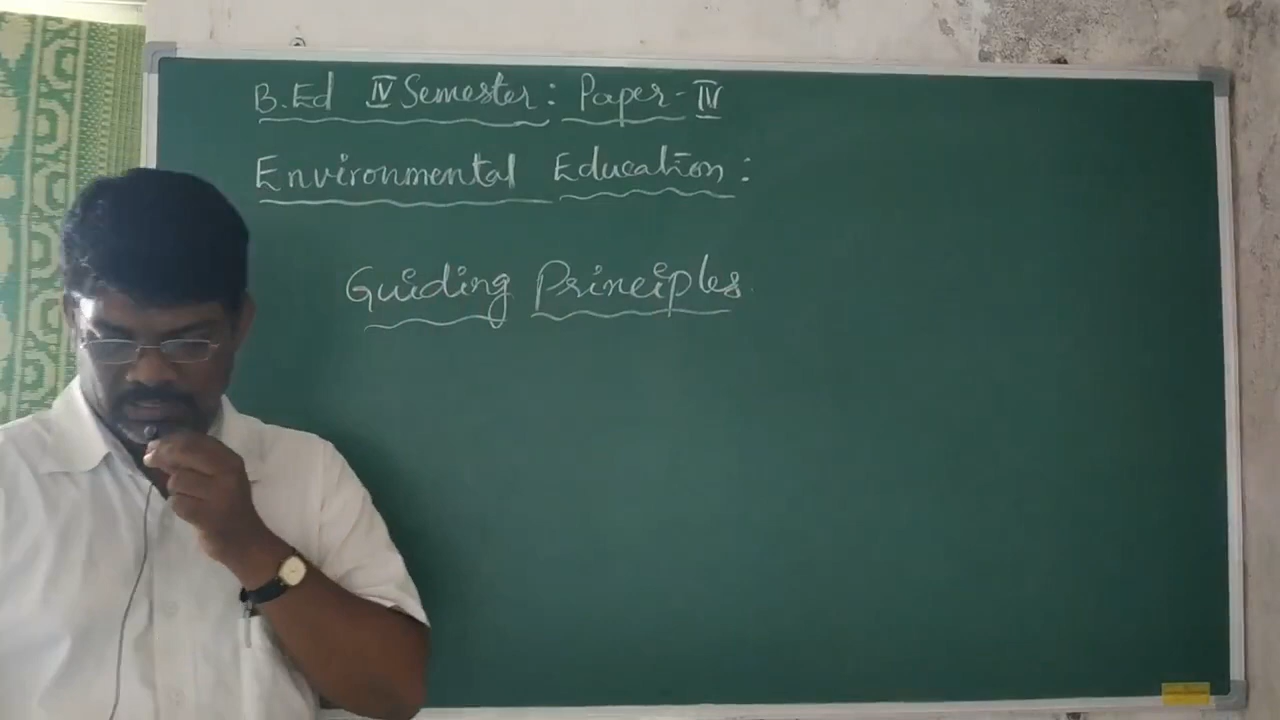 B.Ed IV Semester: Paper-IV
Environmental Education:
Guiding Principles